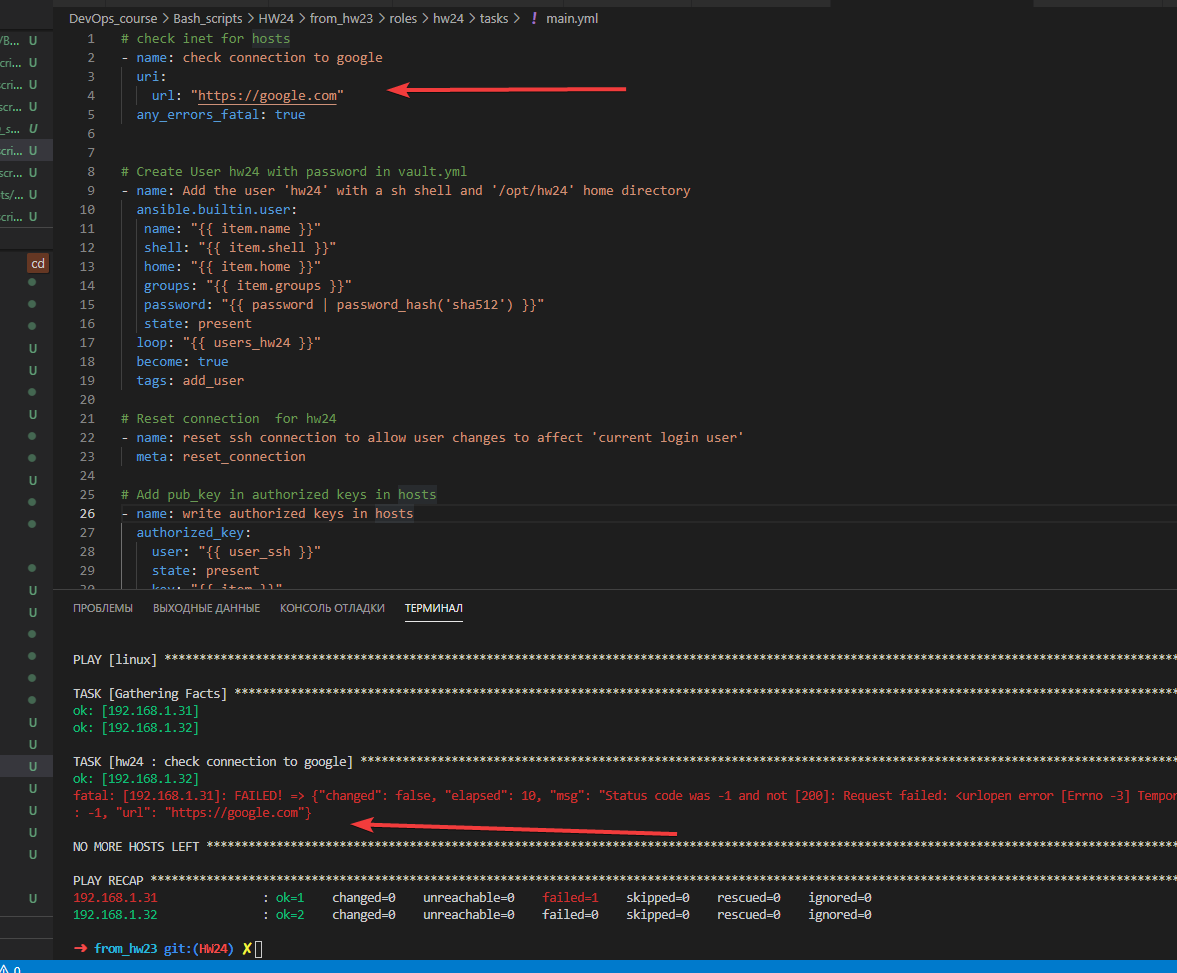 DevOps_course > Bash_scripts > HW24 > from_hw23 > roles > hw24 > tasks > ! main.yml
/B... U
cri... U
scri... U
scr... U
_s... U
scri... U
scr... U
ts/... U
scri... U
cd
U
U
U
U
U
U
U
U
U
U
U
U
U
U
1 # check inet for hosts
2 - name: check connection to google
3 uri:
4 url: "https://google.com"
5 any_errors_fatal: true
6
7
8 # Create User hw24 with password in vault.yml
9 - name: Add the user 'hw24' with a sh shell and '/opt/hw24' home directory
10 ansible.builtin.user:
11 name: "{{ item.name }}"
12 shell: "{{ item.shell }}"
13 home: "{{ item.home }}"
14 groups: "{{ item.groups }}"
15 password: "{{ password | password_hash('sha512') }}"
16 state: present
17 loop: "{{ users_hw24 }}"
18 become: true
19 tags: add_user
20
21 # Reset connection  for hw24
22 - name: reset ssh connection to allow user changes to affect 'current login user'
23 meta: reset_connection
24
25 # Add pub_key in authorized keys in hosts
26 - name: write authorized keys in hosts
27 authorized_key:
28 user: "{{ user_ssh }}"
29 state: present
30 key: "{{ item }}"
ПРОБЛЕМЫ ВЫХОДНЫЕ ДАННЫЕ КОНСОЛЬ ОТЛАДКИ ТЕРМИНАЛ
PLAY [linux] ****************************************************************
TASK [Gathering Facts] ****************************************************************
ok: [192.168.1.31]
ok: [192.168.1.32]
TASK [hw24 : check connection to google] ****************************************************************
ok: [192.168.1.32]
fatal: [192.168.1.31]: FAILED! => {"changed": false, "elapsed": 10, "msg": "Status code was -1 and not [200]: Request failed: <urlopen error [Errno -3] Tempor
: -1, "url": "https://google.com"}
NO MORE HOSTS LEFT ****************************************************************
PLAY RECAP ****************************************************************
192.168.1.31 : ok=1 changed=0 unreachable=0 failed=1 skipped=0 rescued=0 ignored=0
192.168.1.32 : ok=2 changed=0 unreachable=0 failed=0 skipped=0 rescued=0 ignored=0
→ from_hw23 git:(HW24) ✗
0